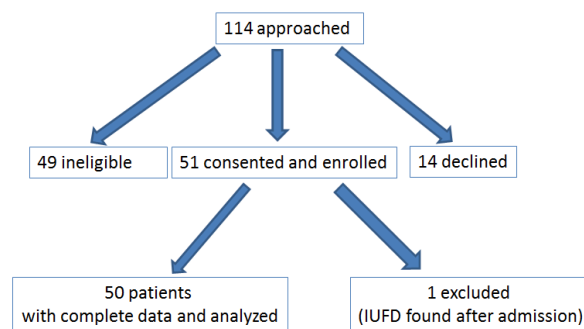 114 approached
49 ineligible
51 consented and enrolled
14 declined
50 patients
with complete data and analyzed
1 excluded
(IUFD found after admission)